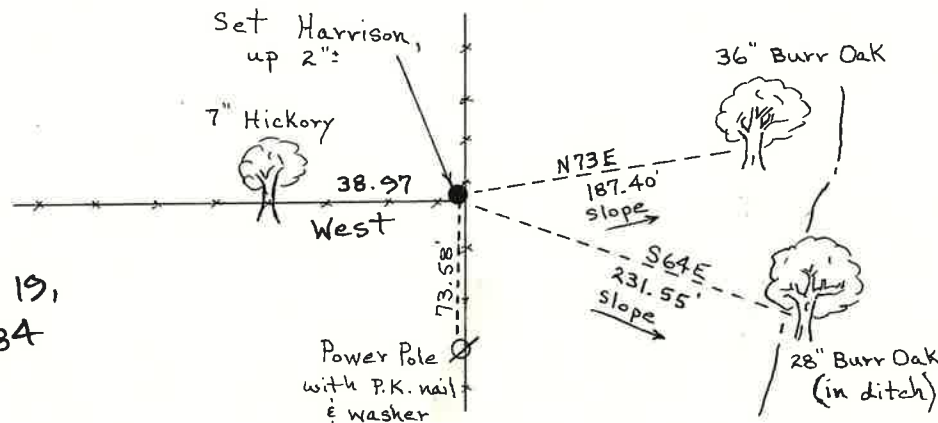 Set Harrison,
up 2"±
36" Burr Oak
7" Hickory
N73E
187.40'
slope
38.97
West
S64E
231.55'
slope
73.58'
19,
34
Power Pole
with P.K. nail
& washer
28" Burr Oak
(in ditch)